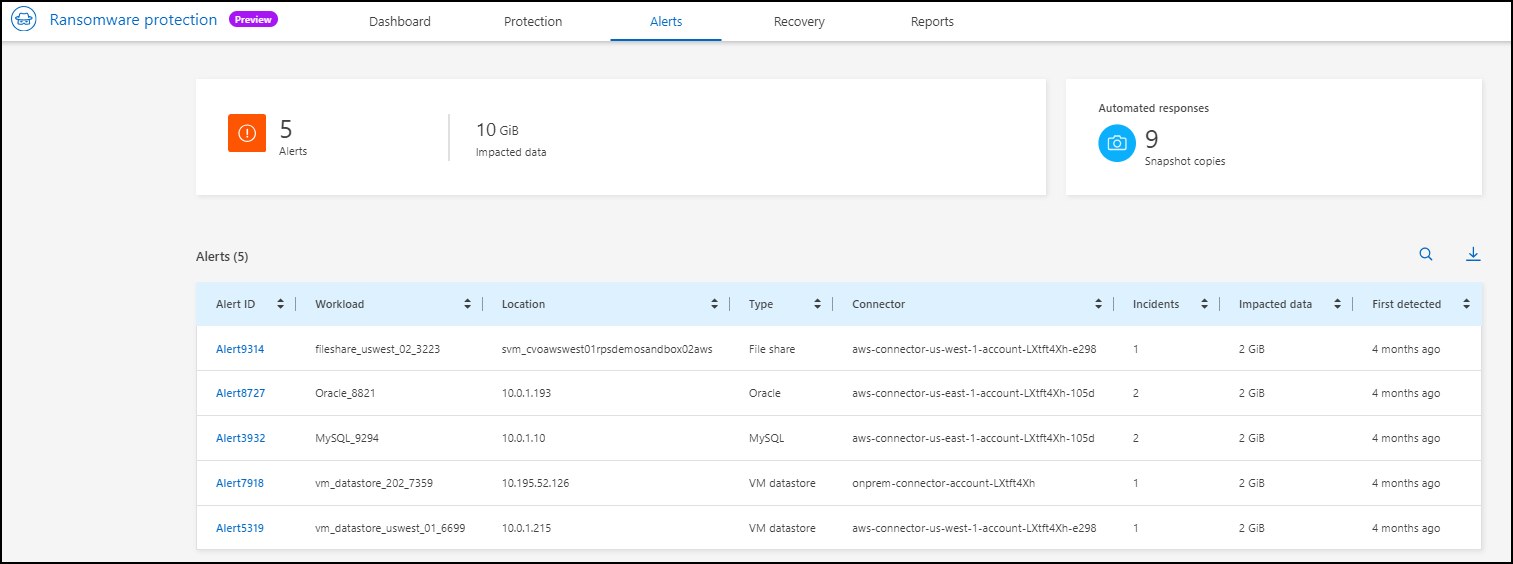 Ransomware protection Preview Dashboard Protection Alerts Recovery Reports
5
Alerts
10 GiB
Impacted data
Automated responses
9
Snapshot copies
Alerts (5)
Alert ID Workload Location Type Connector Incidents Impacted data First detected
Alert9314 fileshare_uswest_02_3223 svm_cvoawswest01rpsdemosandbox02aws File share aws-connector-us-west-1-account-LXtft4Xh-e298 1 2 GiB 4 months ago
Alert8727 Oracle_8821 10.0.1.193 Oracle aws-connector-us-east-1-account-LXtft4Xh-105d 2 2 GiB 4 months ago
Alert3932 MySQL_9294 10.0.1.10 MySQL aws-connector-us-east-1-account-LXtft4Xh-105d 2 2 GiB 4 months ago
Alert7918 vm_datastore_202_7359 10.195.52.126 VM datastore onprem-connector-account-LXtft4Xh 1 2 GiB 4 months ago
Alert5319 vm_datastore_uswest_01_6699 10.0.1.215 VM datastore aws-connector-us-west-1-account-LXtft4Xh-e298 1 2 GiB 4 months ago